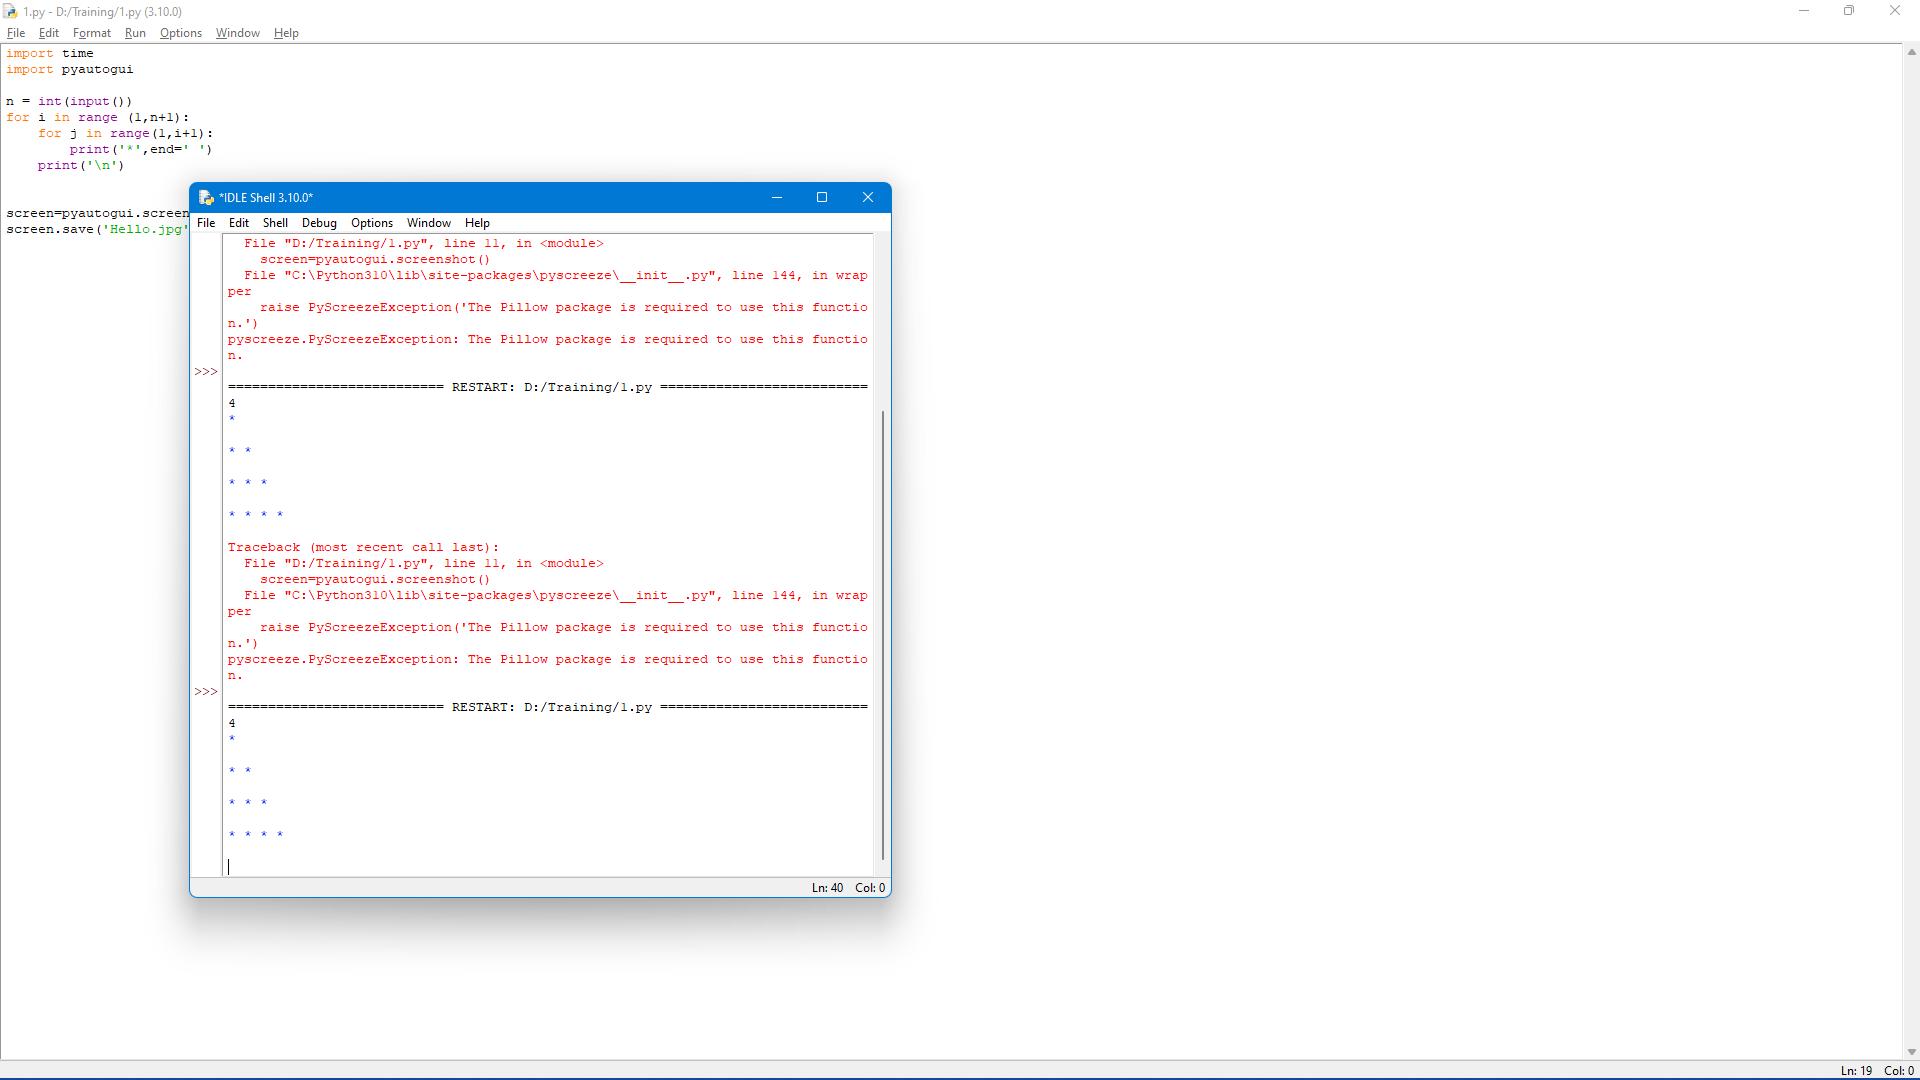 1.py - D:/Training/1.py (3.10.0)
File Edit Format Run Options Window Help
import time
import pyautogui
n = int(input())
for i in range (1,n+1):
    for j in range(1,i+1):
        print('*',end=' ')
    print('\n')
screen=pyautogui.screen
screen.save('Hello.jpg'
*IDLE Shell 3.10.0*
File Edit Shell Debug Options Window Help
  File "D:/Training/1.py", line 11, in <module>
    screen=pyautogui.screenshot()
  File "C:\Python310\lib\site-packages\pyscreeze\__init__.py", line 144, in wrap
per
    raise PyScreezeException('The Pillow package is required to use this functio
n.')
pyscreeze.PyScreezeException: The Pillow package is required to use this functio
n.
>>>
=========================== RESTART: D:/Training/1.py ==========================
4
*
* *
* * *
* * * *
Traceback (most recent call last):
  File "D:/Training/1.py", line 11, in <module>
    screen=pyautogui.screenshot()
  File "C:\Python310\lib\site-packages\pyscreeze\__init__.py", line 144, in wrap
per
    raise PyScreezeException('The Pillow package is required to use this functio
n.')
pyscreeze.PyScreezeException: The Pillow package is required to use this functio
n.
>>>
=========================== RESTART: D:/Training/1.py ==========================
4
*
* *
* * *
* * * *
Ln: 40 Col: 0
Ln: 19 Col: 0